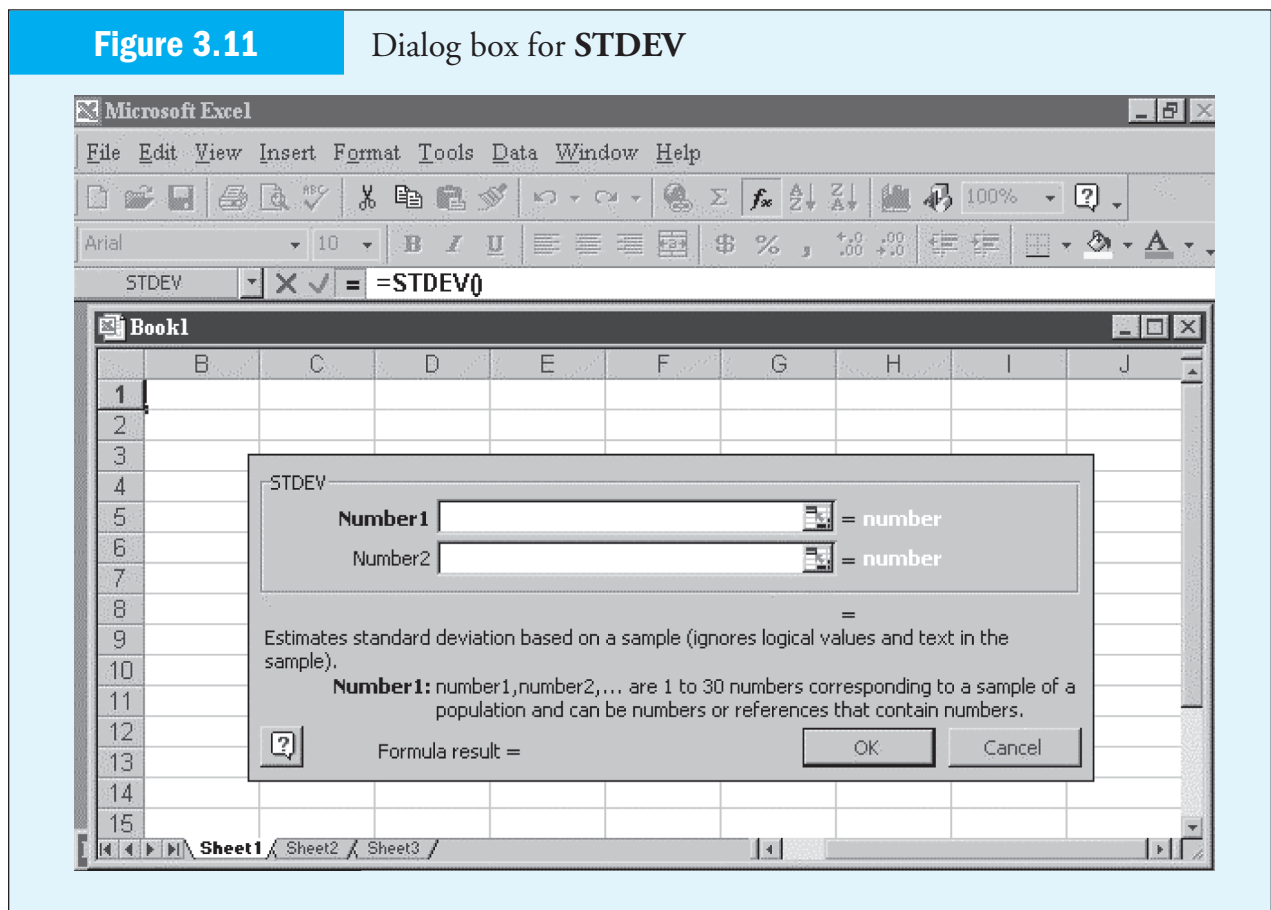 Figure 3.11
Dialog box for STDEV
Microsoft Excel
File Edit View Insert Format Tools Data Window Help
ABC Σ fx A Z Z A 100% ?
Arial 10 B I U $ % , .00 .00 A
STDEV = =STDEV()
Book1
B C D E F G H I J
1
2
3
4
5
6
7
8
9
10
11
12
13
14
15
STDEV
Number1 = number
Number2 = number
=
Estimates standard deviation based on a sample (ignores logical values and text in the
sample).
Number1: number1,number2,... are 1 to 30 numbers corresponding to a sample of a
population and can be numbers or references that contain numbers.
? Formula result = OK Cancel
Sheet1 Sheet2 Sheet3